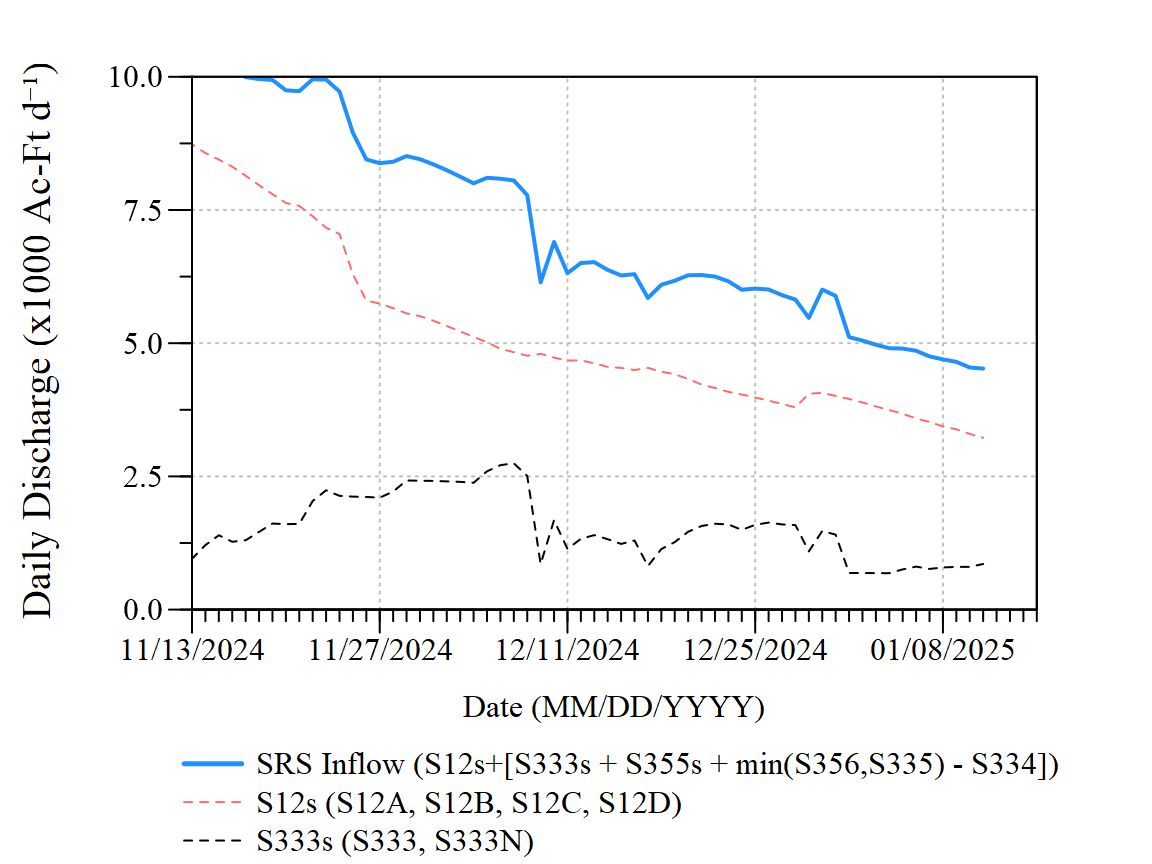 Daily Discharge (x1000 Ac-Ft d⁻¹)
10.0
7.5
5.0
2.5
0.0
11/13/2024 11/27/2024 12/11/2024 12/25/2024 01/08/2025
Date (MM/DD/YYYY)
SRS Inflow (S12s+[S333s + S355s + min(S356,S335) - S334])
S12s (S12A, S12B, S12C, S12D)
S333s (S333, S333N)